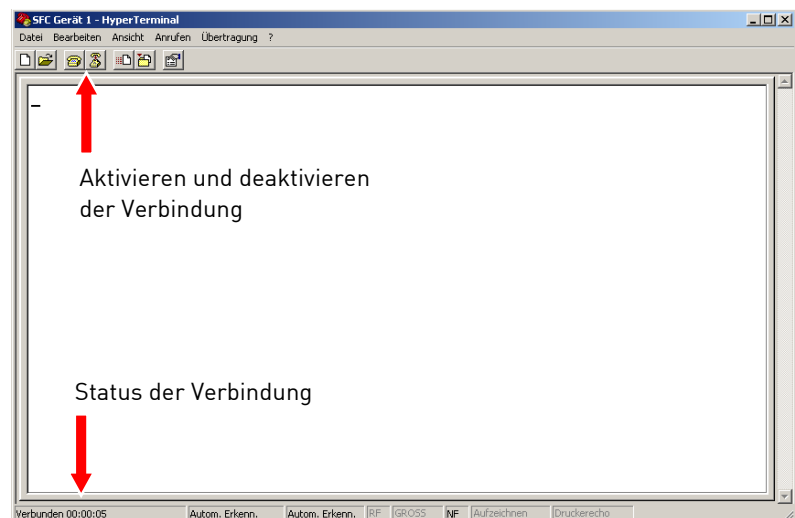 SFC Gerät 1 - HyperTerminal
Datei Bearbeiten Ansicht Anrufen Übertragung ?
Aktivieren und deaktivieren
der Verbindung
Status der Verbindung
Verbunden 00:00:05 Autom. Erkenn. Autom. Erkenn. RF GROSS NF Aufzeichnen Druckerecho